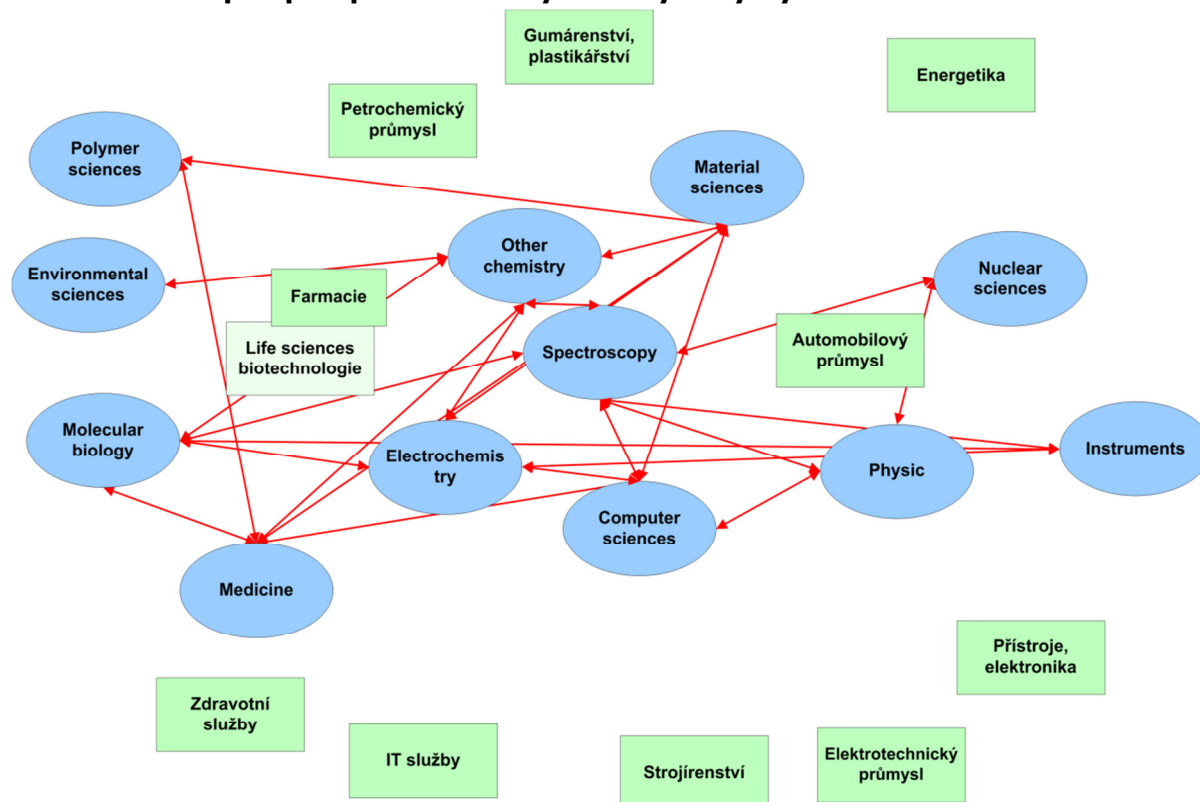 Gumárenství,
plastikářství
Energetika
Petrochemický
průmysl
Polymer
sciences
Material
sciences
Other
chemistry
Nuclear
sciences
Environmental
sciences
Farmacie
Life sciences
biotechnologie
Spectroscopy
Automobilový
průmysl
Molecular
biology
Electrochemis
try
Physic
Instruments
Computer
sciences
Medicine
Přístroje,
elektronika
Zdravotní
služby
IT služby
Strojírenství
Elektrotechnický
průmysl